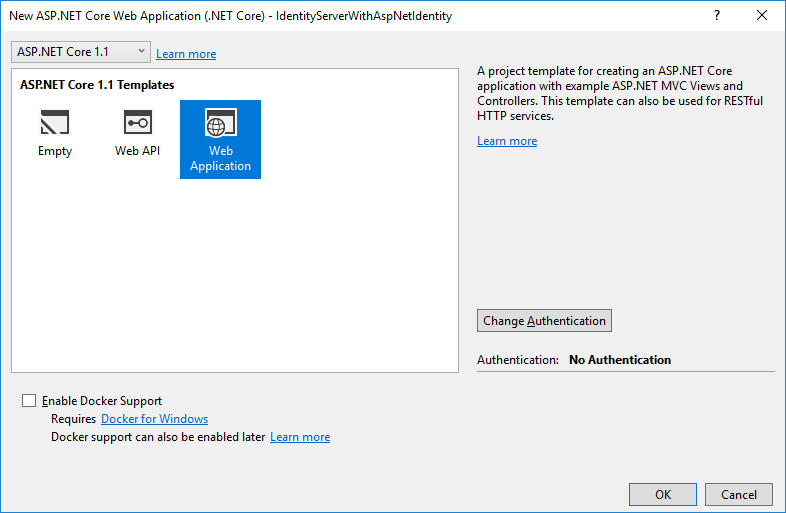 New ASP.NET Core Web Application (.NET Core) - IdentityServerWithAspNetIdentity
?
ASP.NET Core 1.1
Learn more
ASP.NET Core 1.1 Templates
Empty
Web API
Web
Application
A project template for creating an ASP.NET Core
application with example ASP.NET MVC Views and
Controllers. This template can also be used for RESTful
HTTP services.
Learn more
Change Authentication
Authentication: No Authentication
Enable Docker Support
Requires Docker for Windows
Docker support can also be enabled later Learn more
OK
Cancel